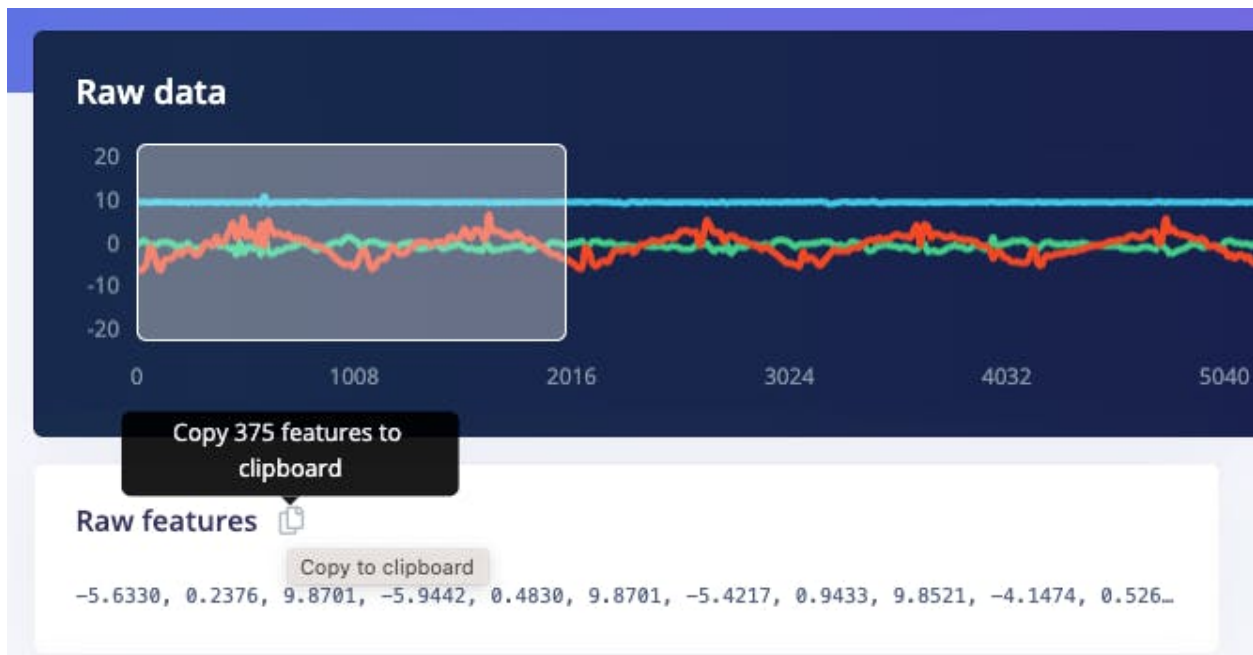 Raw data
20
10
0
-10
-20
0 1008 2016 3024 4032 5040
Copy 375 features to
clipboard
Raw features
Copy to clipboard
-5.6330, 0.2376, 9.8701, -5.9442, 0.4830, 9.8701, -5.4217, 0.9433, 9.8521, -4.1474, 0.526…